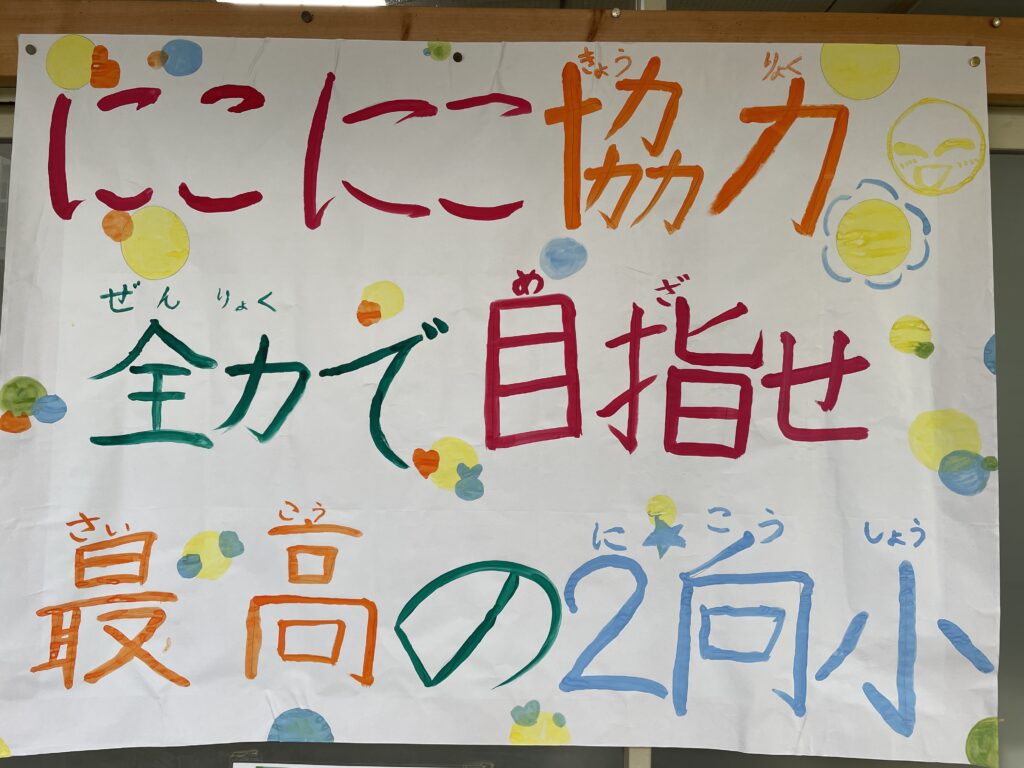 きょう りょく
にこにこ協力
ぜん りょく め ざ
全力で目指せ
さい こう に こう しょう
最高の2向小